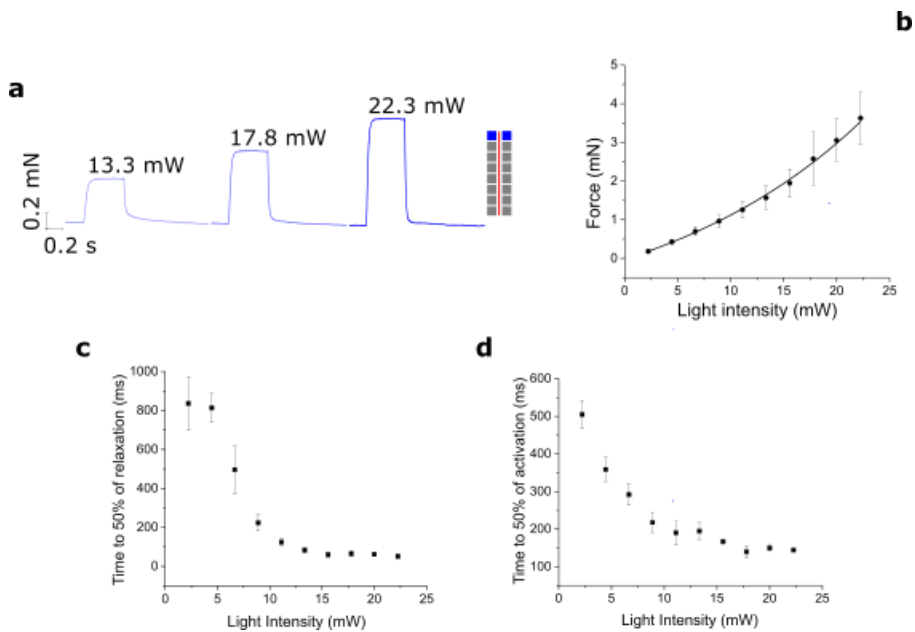 a
13.3 mW
17.8 mW
22.3 mW
0.2 mN
0.2 s
b
5
4
3
2
1
0
Force (mN)
0 5 10 15 20 25
Light intensity (mW)
c
1000
800
600
400
200
0
Time to 50% of relaxation (ms)
0 5 10 15 20 25
Light Intensity (mW)
d
600
500
400
300
200
100
Time to 50% of activation (ms)
0 5 10 15 20 25
Light Intensity (mW)